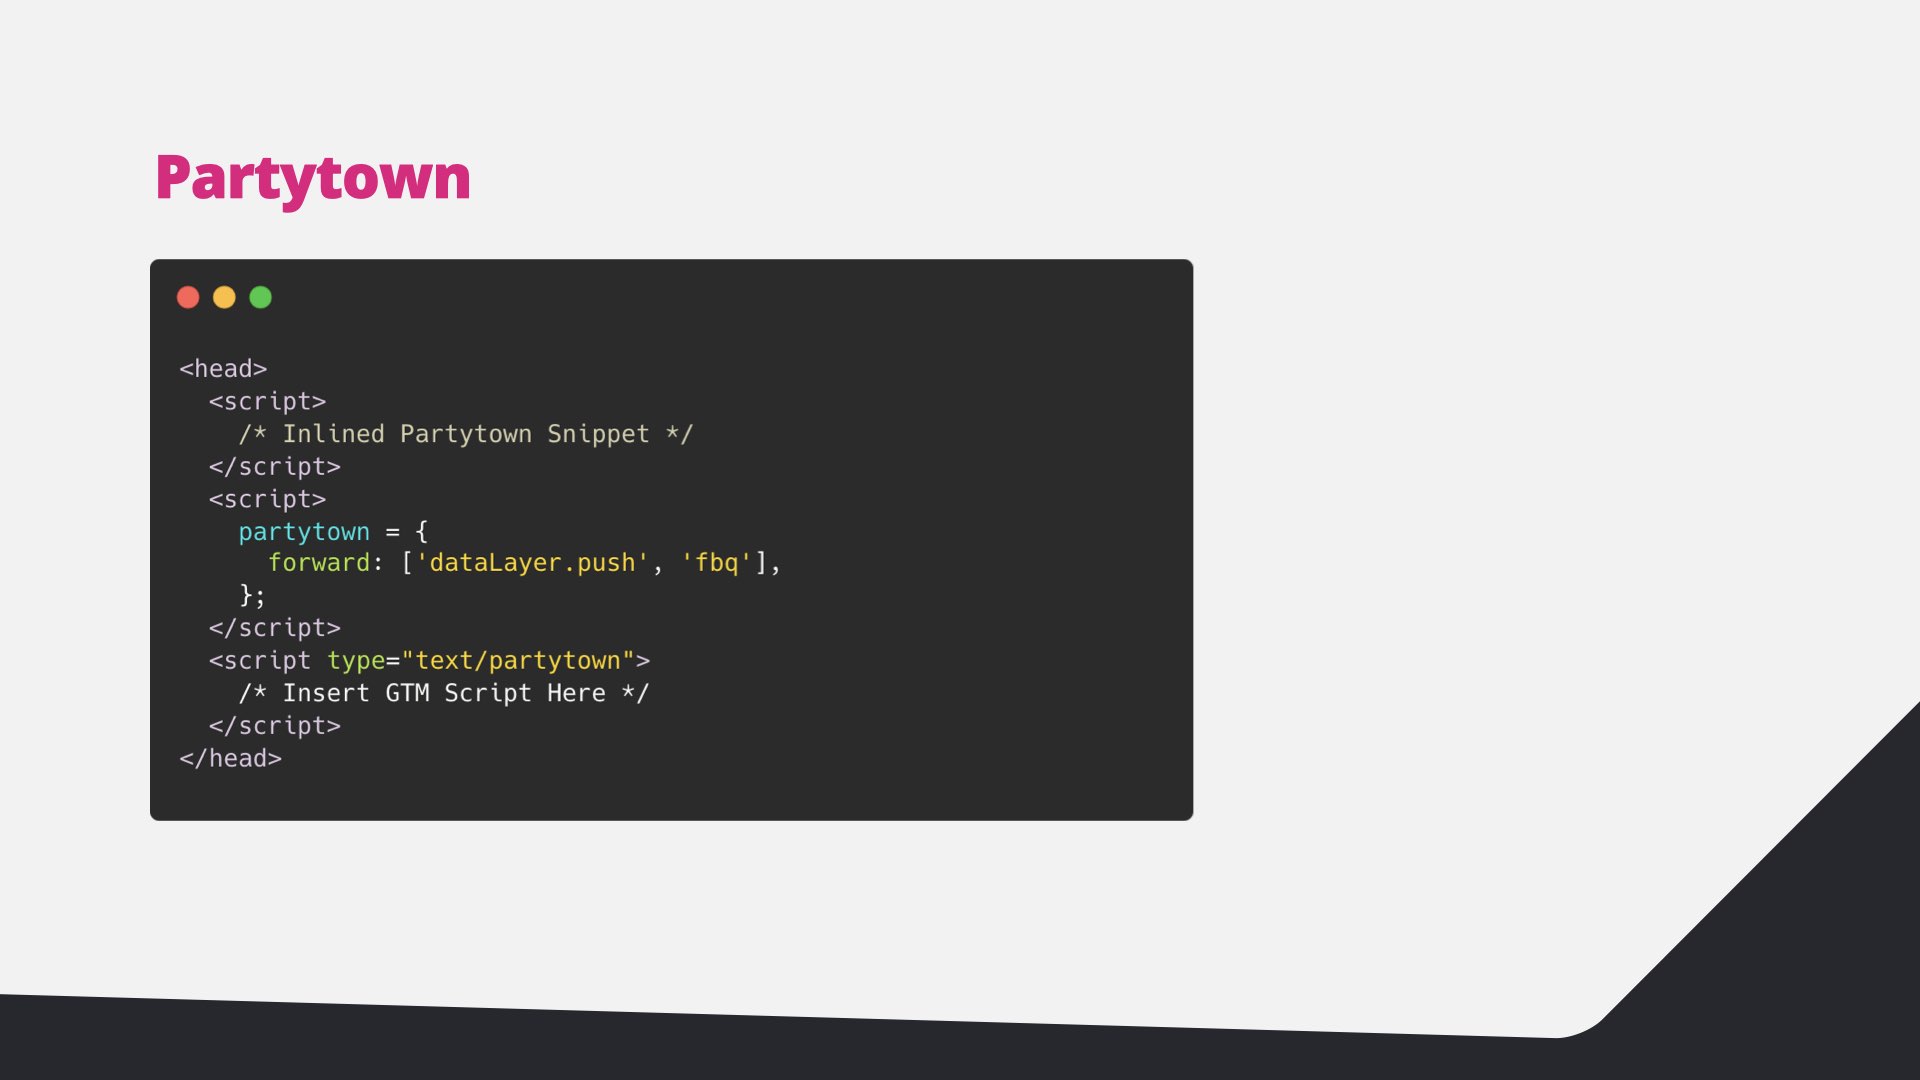 Partytown
<head>
  <script>
    /* Inlined Partytown Snippet */
  </script>
  <script>
    partytown = {
      forward: ['dataLayer.push', 'fbq'],
    };
  </script>
  <script type="text/partytown">
    /* Insert GTM Script Here */
  </script>
</head>